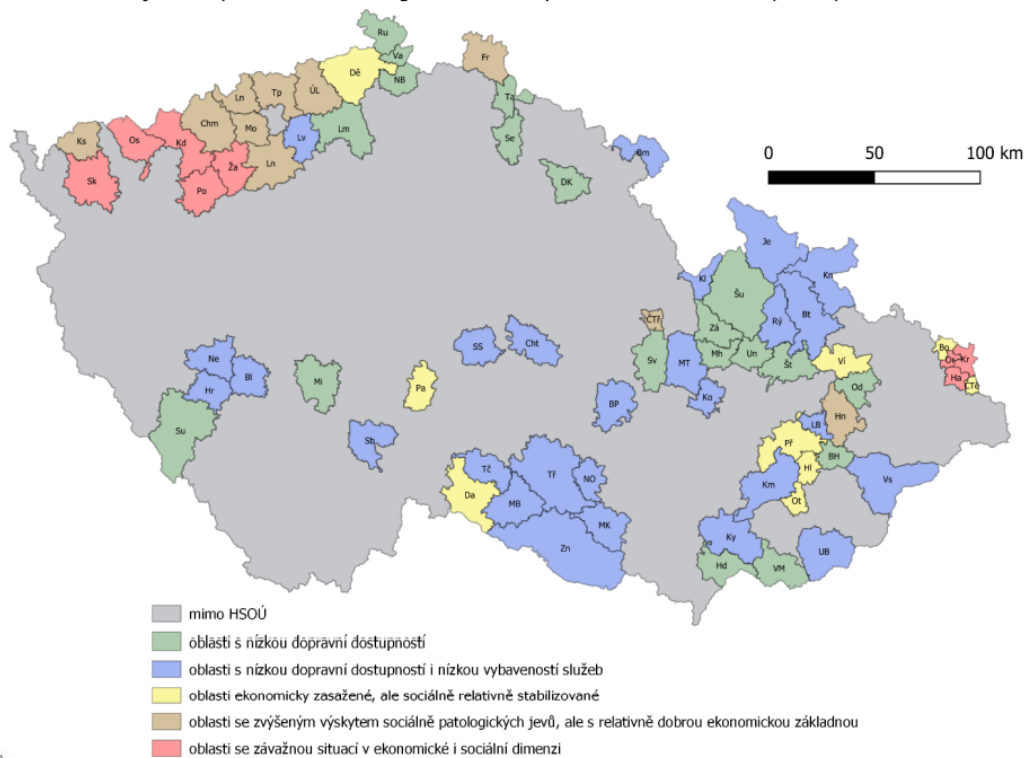 Ru
Va
NB
Dě
Fr
Ta
Se
ÚL
Tp
Ln
Chm
Mo
Lv
Lm
Ln
Ks
Os
Kd
Ža
Sk
Po
Bm
DK
0 50 100 km
Je
Kl
Kn
Šu
Rý
Bt
ČTř
Zá
Sv
MT
Mh
Un
Št
Ví
Bo
Kr
Ha
ČTě
Od
Ko
Ne
Bl
Hr
Mi
Su
SS
Cht
Pa
BP
Sb
Hn
LB
Př
BH
Hl
Km
Vs
Ot
Tč
Tř
NO
Da
MB
MK
Zn
Ky
UB
Hd
VM
mimo HSOÚ
oblasti s nízkou dopravní dostupností
oblasti s nízkou dopravní dostupností i nízkou vybaveností služeb
oblasti ekonomicky zasažené, ale sociálně relativně stabilizované
oblasti se zvýšeným výskytem sociálně patologických jevů, ale s relativně dobrou ekonomickou základnou
oblasti se závažnou situací v ekonomické i sociální dimenzi